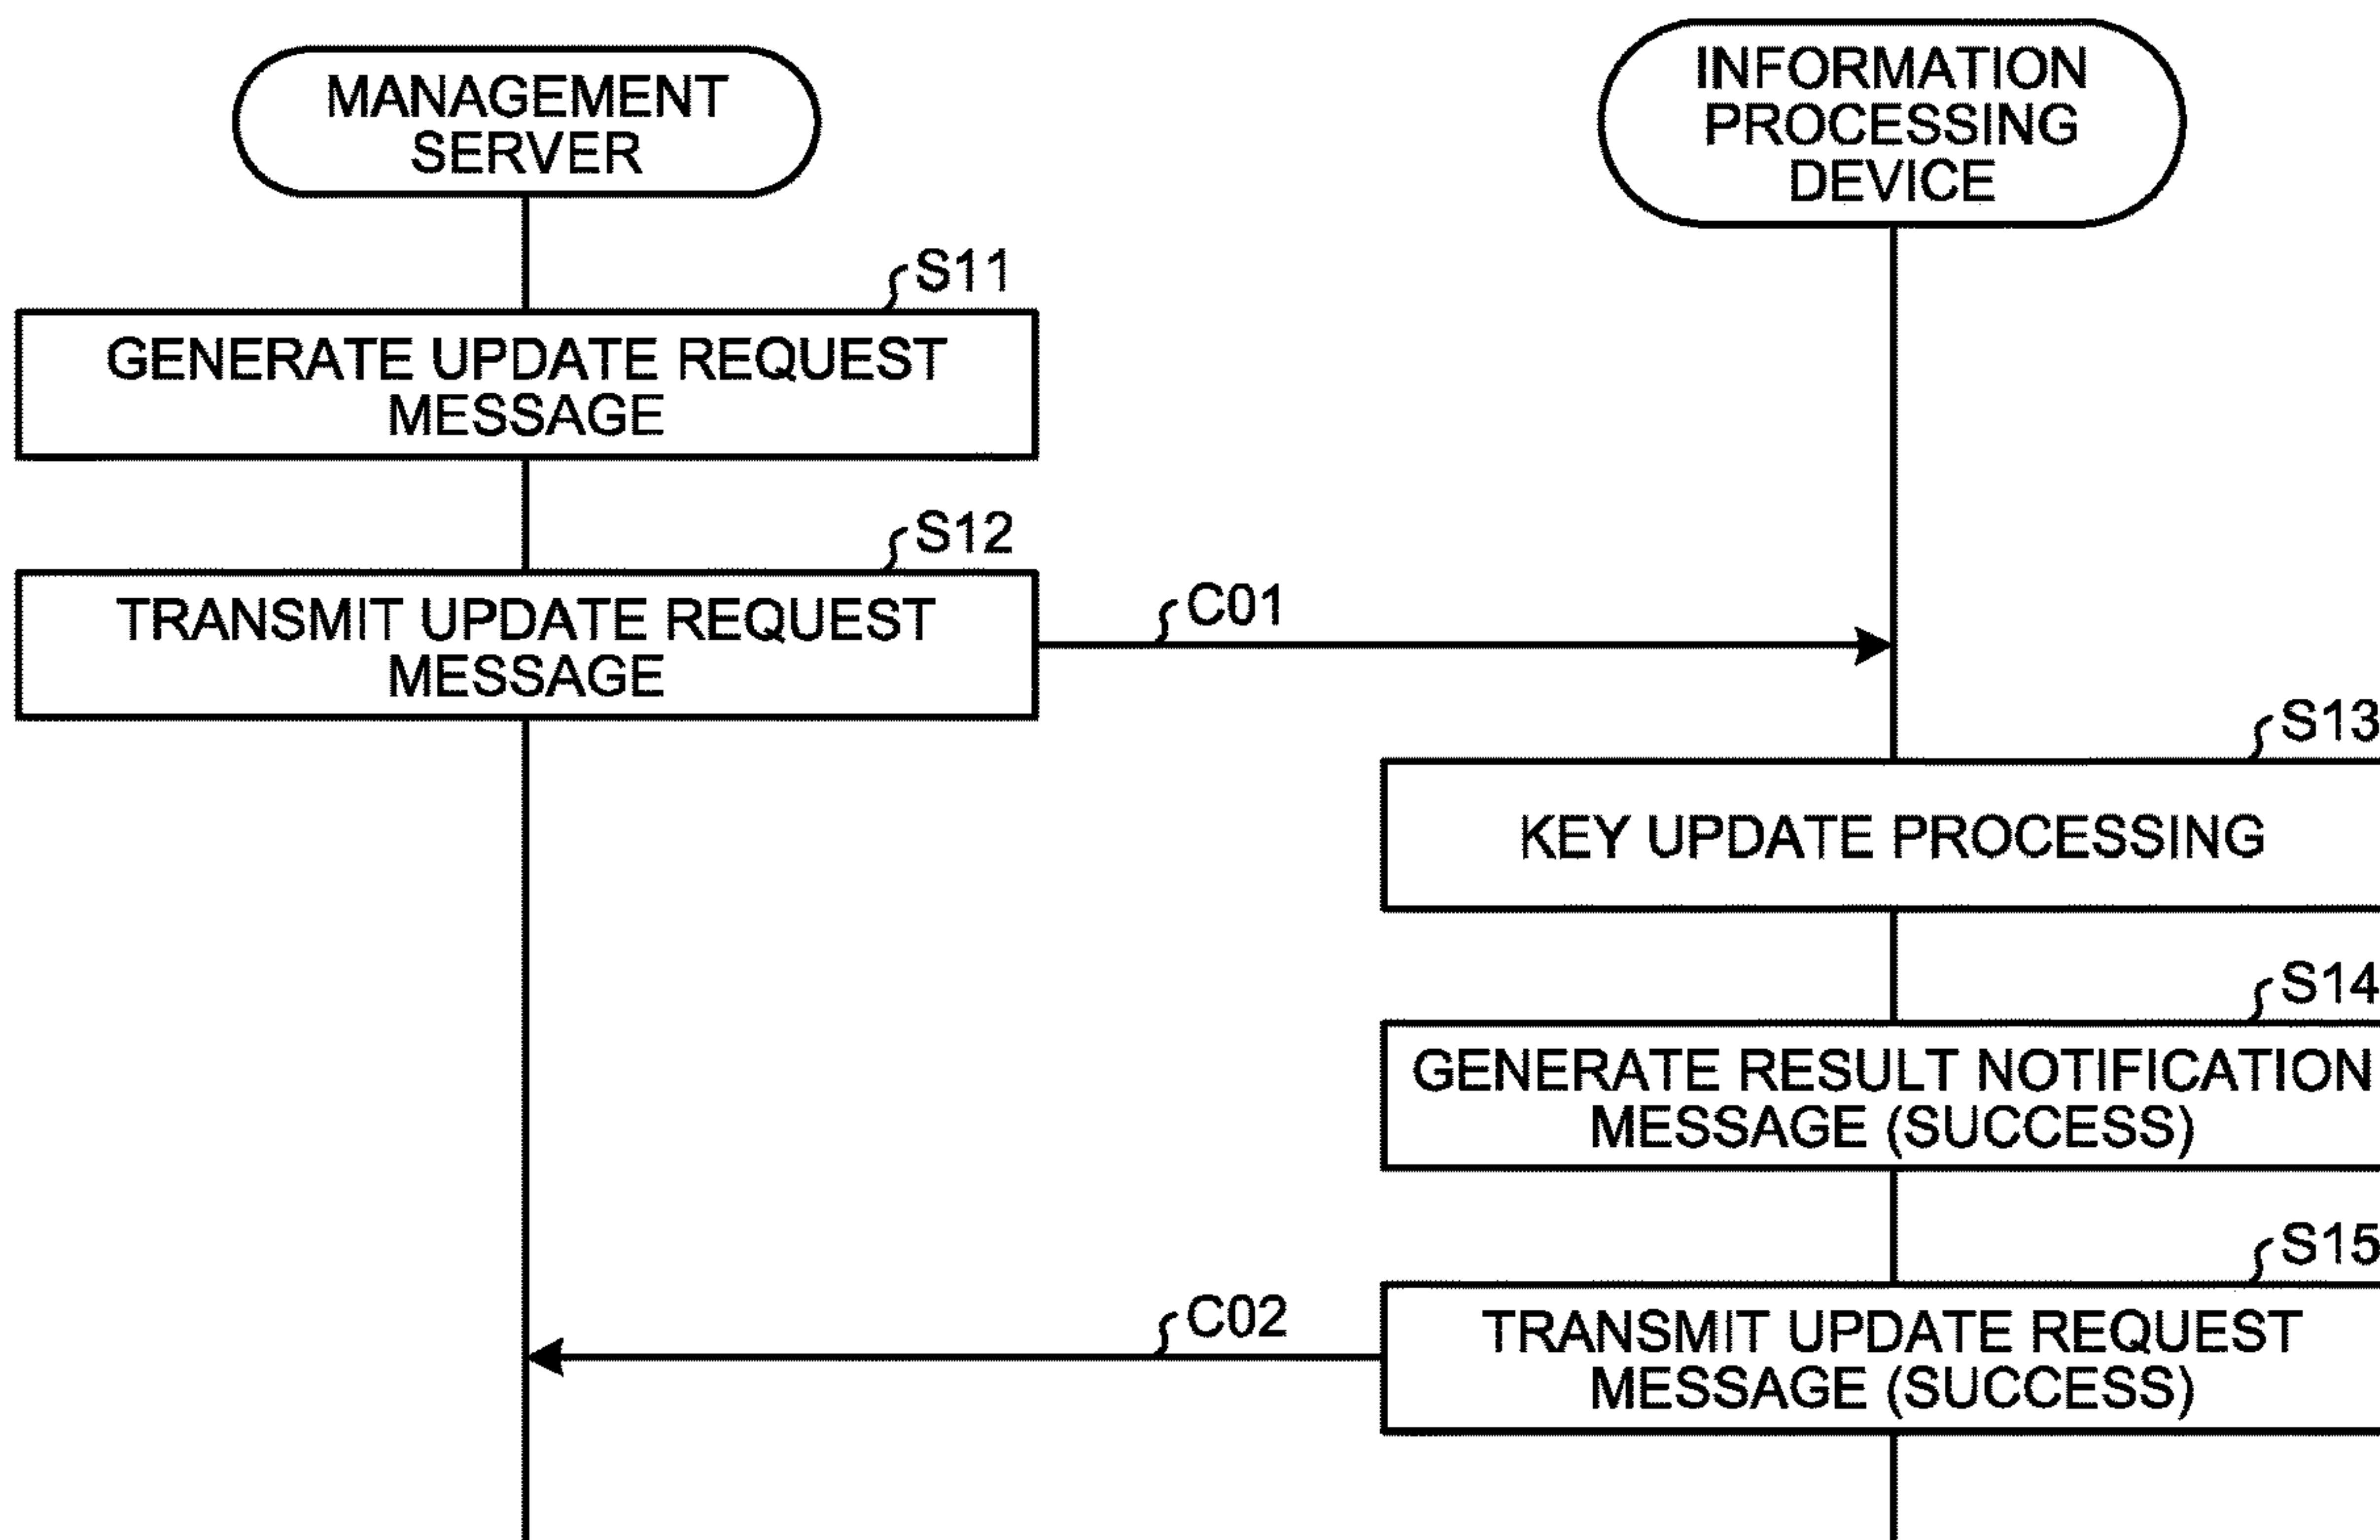 MANAGEMENT
SERVER
INFORMATION
PROCESSING
DEVICE
S11
GENERATE UPDATE REQUEST
MESSAGE
S12
TRANSMIT UPDATE REQUEST
MESSAGE
C01
S13
KEY UPDATE PROCESSING
S14
GENERATE RESULT NOTIFICATION
MESSAGE (SUCCESS)
S15
TRANSMIT UPDATE REQUEST
MESSAGE (SUCCESS)
C02